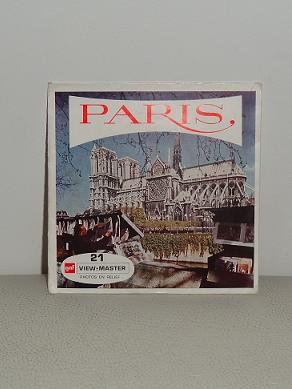 PARIS,
21
gaf VIEW-MASTER
PHOTOS EN RELIEF